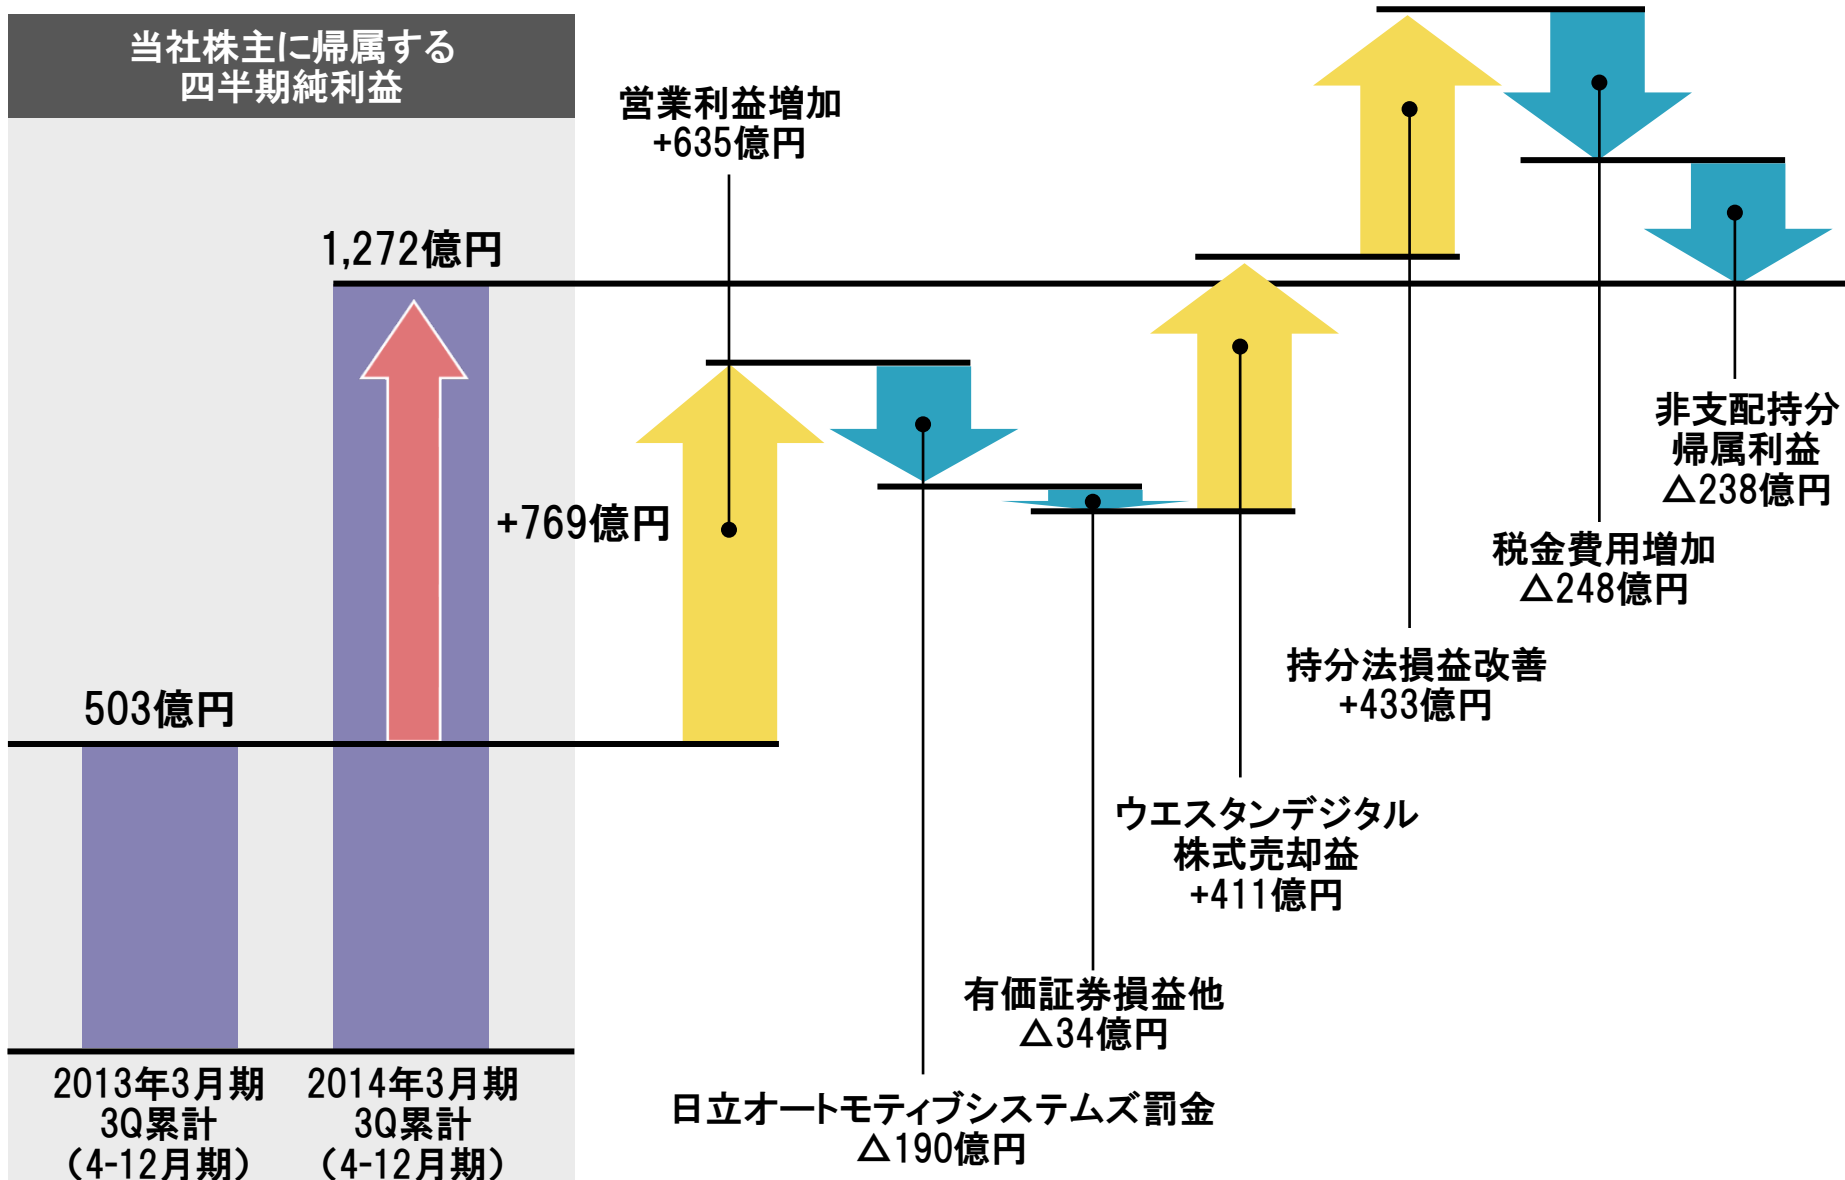 当社株主に帰属する
四半期純利益
営業利益増加
+635億円
1,272億円
+769億円
503億円
非支配持分
帰属利益
△238億円
税金費用増加
△248億円
持分法損益改善
+433億円
ウエスタンデジタル
株式売却益
+411億円
有価証券損益他
△34億円
日立オートモティブシステムズ罰金
△190億円
2013年3月期
3Q累計
（4-12月期）
2014年3月期
3Q累計
（4-12月期）